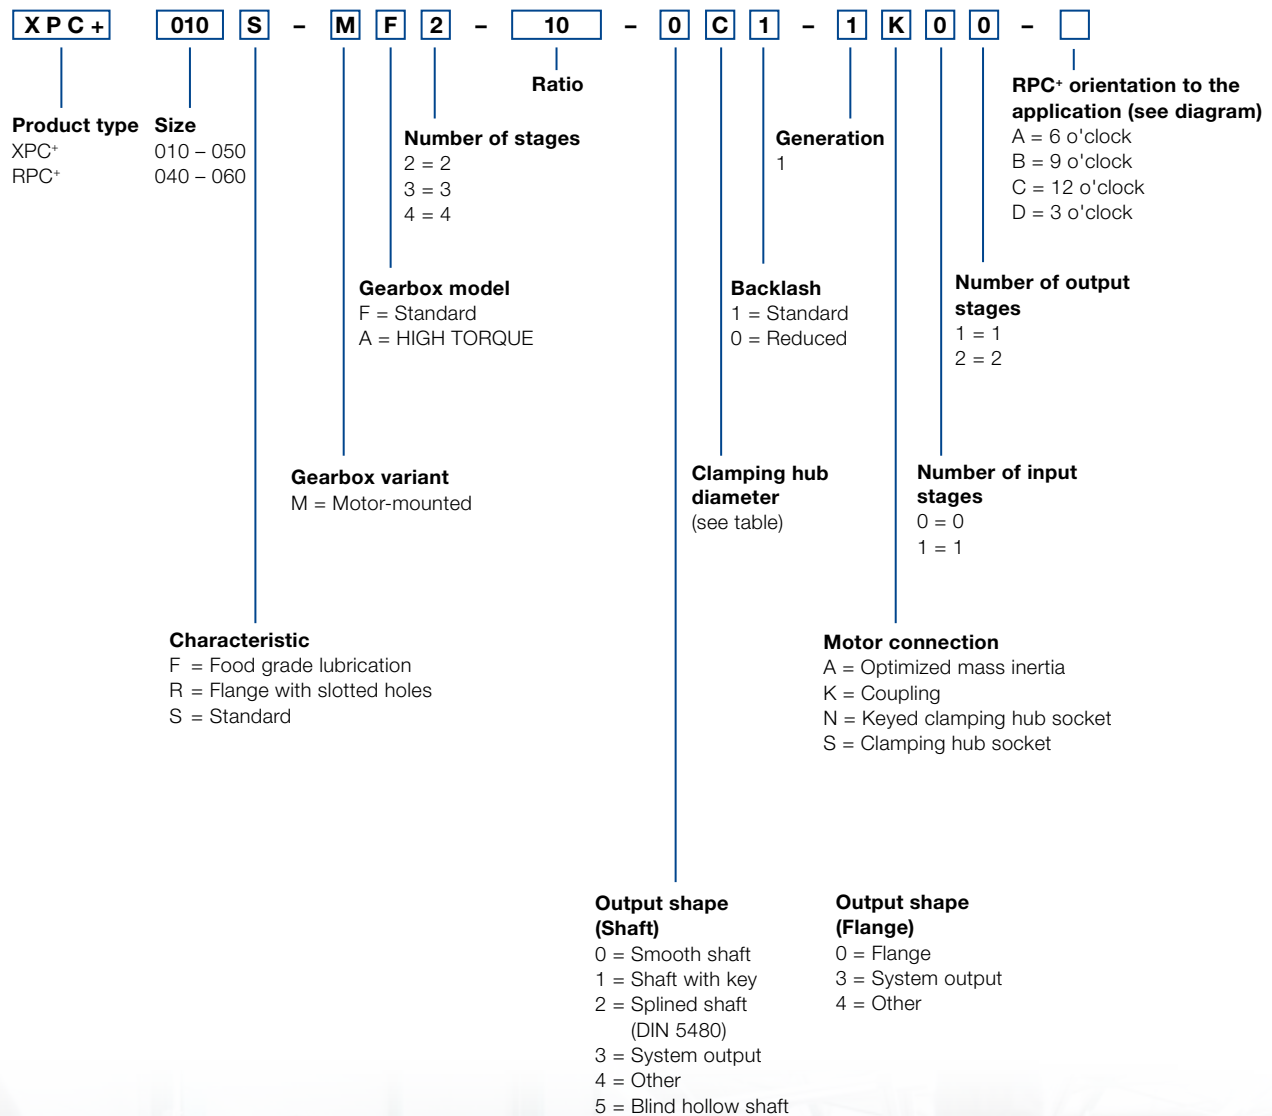 XPC+ 010 S – M F 2 – 10 – 0 C 1 – 1 K 0 0 –
Ratio
Product type
XPC+
RPC+
Size
010 – 050
040 – 060
Number of stages
2 = 2
3 = 3
4 = 4
Generation
1
RPC+ orientation to the
application (see diagram)
A = 6 o'clock
B = 9 o'clock
C = 12 o'clock
D = 3 o'clock
Gearbox model
F = Standard
A = HIGH TORQUE
Backlash
1 = Standard
0 = Reduced
Number of output
stages
1 = 1
2 = 2
Gearbox variant
M = Motor-mounted
Clamping hub
diameter
(see table)
Number of input
stages
0 = 0
1 = 1
Characteristic
F = Food grade lubrication
R = Flange with slotted holes
S = Standard
Motor connection
A = Optimized mass inertia
K = Coupling
N = Keyed clamping hub socket
S = Clamping hub socket
Output shape
(Shaft)
0 = Smooth shaft
1 = Shaft with key
2 = Splined shaft
(DIN 5480)
3 = System output
4 = Other
5 = Blind hollow shaft
Output shape
(Flange)
0 = Flange
3 = System output
4 = Other